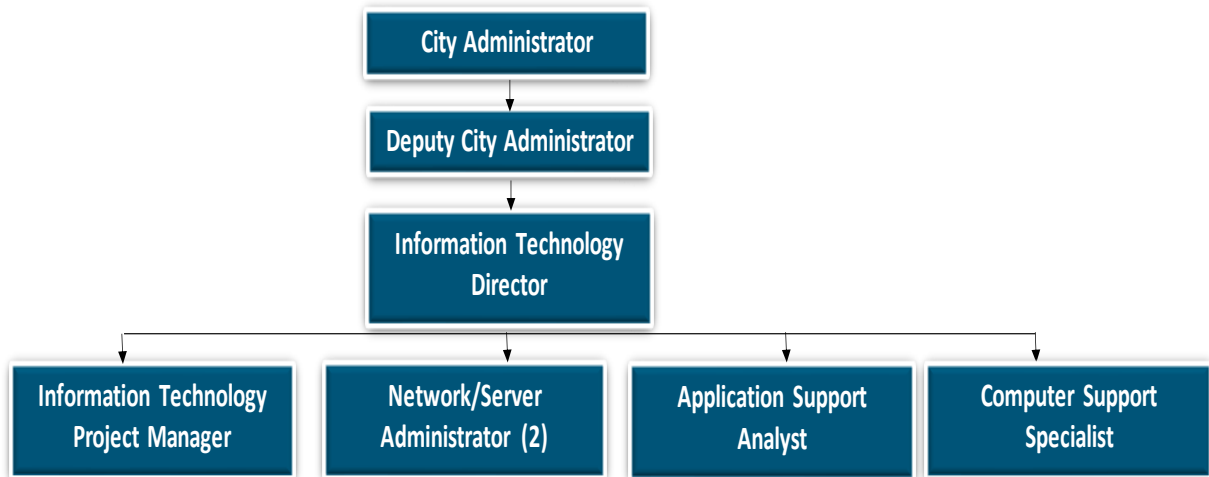 City Administrator
Deputy City Administrator
Information Technology
Director
Information Technology
Project Manager
Network/Server
Administrator (2)
Application Support
Analyst
Computer Support
Specialist